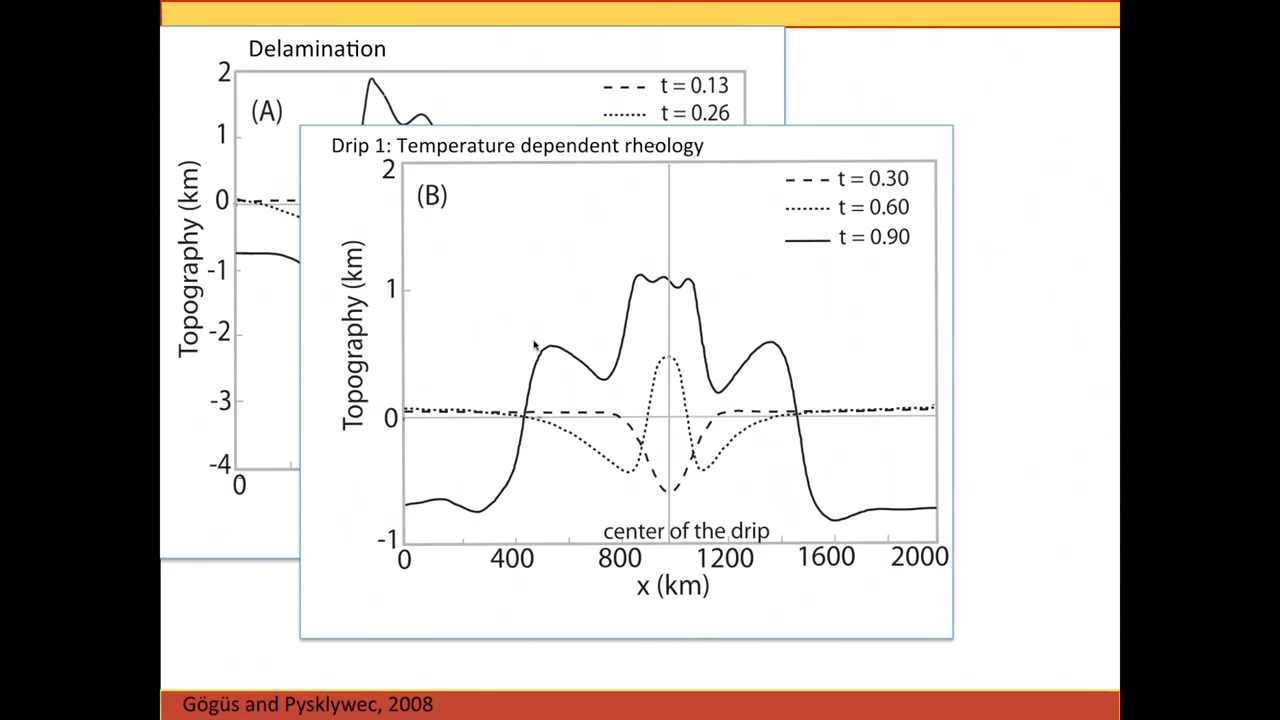 Delamination
2
(A)
t = 0.13
t = 0.26
1
0
-1
-2
-3
-4
0
Topography (km)
Drip 1: Temperature dependent rheology
2
(B)
t = 0.30
t = 0.60
t = 0.90
1
0
-1
Topography (km)
center of the drip
0 400 800 1200 1600 2000
x (km)
Gögüs and Pysklywec, 2008